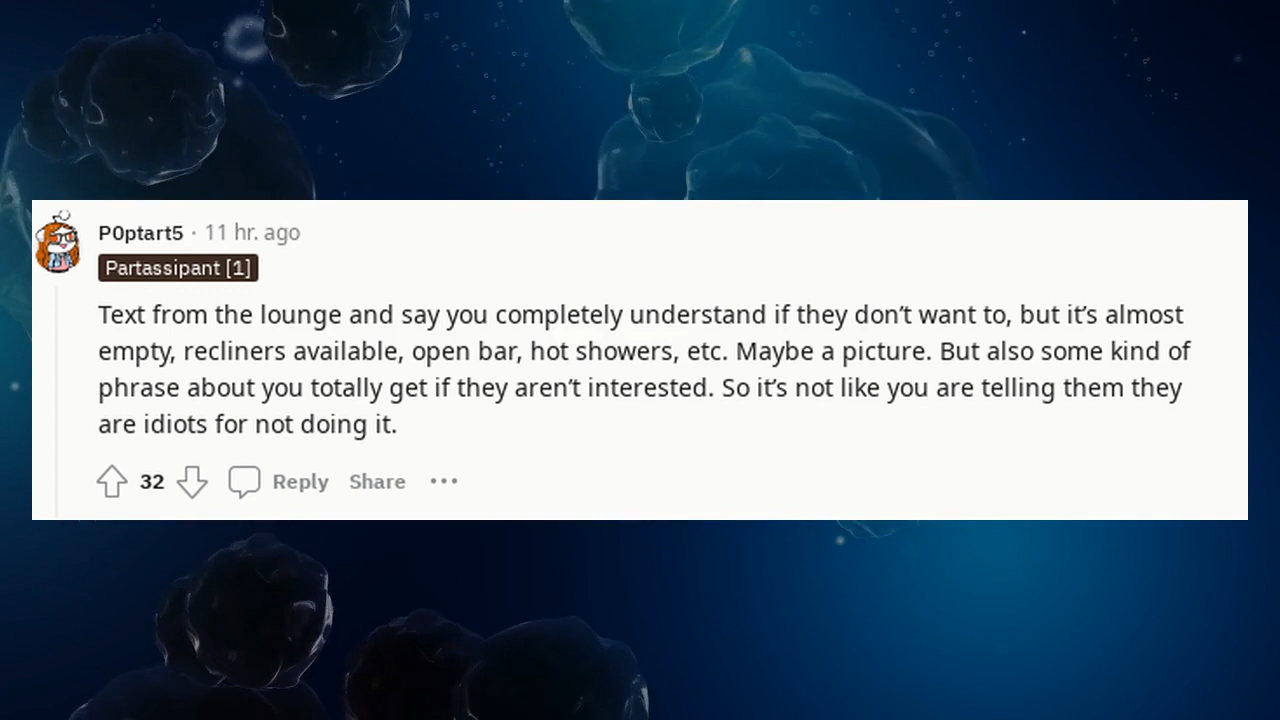 P0ptart5 · 11 hr. ago
Partassipant [1]
Text from the lounge and say you completely understand if they don’t want to, but it’s almost
empty, recliners available, open bar, hot showers, etc. Maybe a picture. But also some kind of
phrase about you totally get if they aren’t interested. So it’s not like you are telling them they
are idiots for not doing it.
32 Reply Share •••